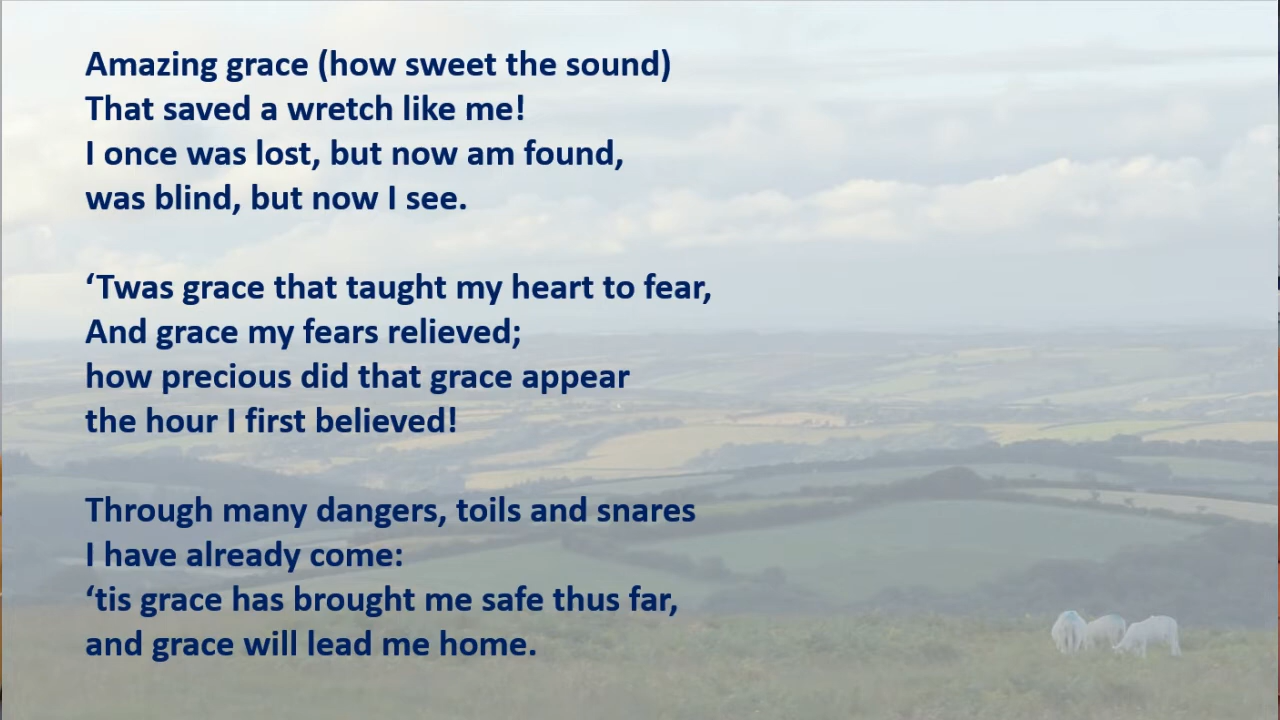 Amazing grace (how sweet the sound)
That saved a wretch like me!
I once was lost, but now am found,
was blind, but now I see.

‘Twas grace that taught my heart to fear,
And grace my fears relieved;
how precious did that grace appear
the hour I first believed!

Through many dangers, toils and snares
I have already come:
‘tis grace has brought me safe thus far,
and grace will lead me home.